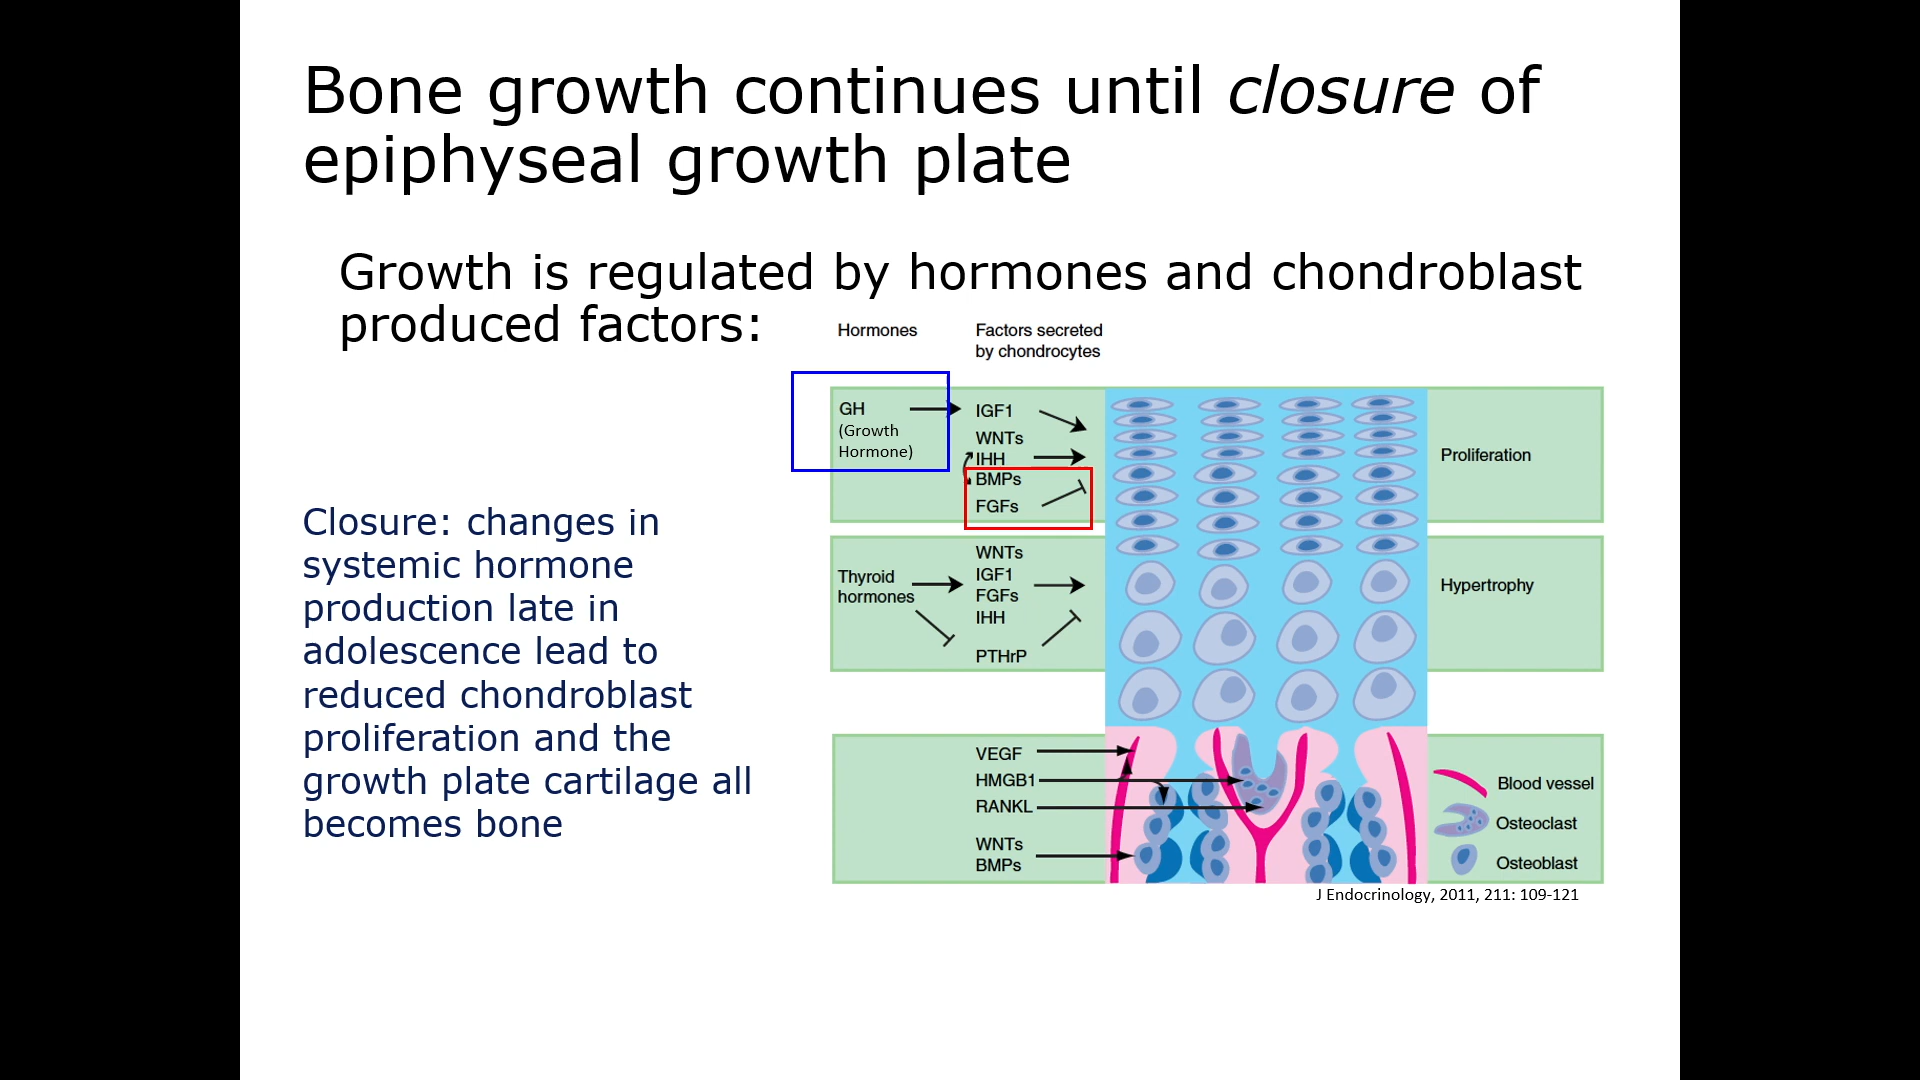 Bone growth continues until closure of
epiphyseal growth plate
Growth is regulated by hormones and chondroblast
produced factors:
Hormones
Factors secreted
by chondrocytes
GH
(Growth
Hormone)
IGF1
WNTs
IHH
BMPs
FGFs
Proliferation
Closure: changes in
systemic hormone
production late in
adolescence lead to
reduced chondroblast
proliferation and the
growth plate cartilage all
becomes bone
Thyroid
hormones
WNTs
IGF1
FGFs
IHH
PTHrP
Hypertrophy
VEGF
HMGB1
RANKL
WNTs
BMPs
Blood vessel
Osteoclast
Osteoblast
J Endocrinology, 2011, 211: 109-121